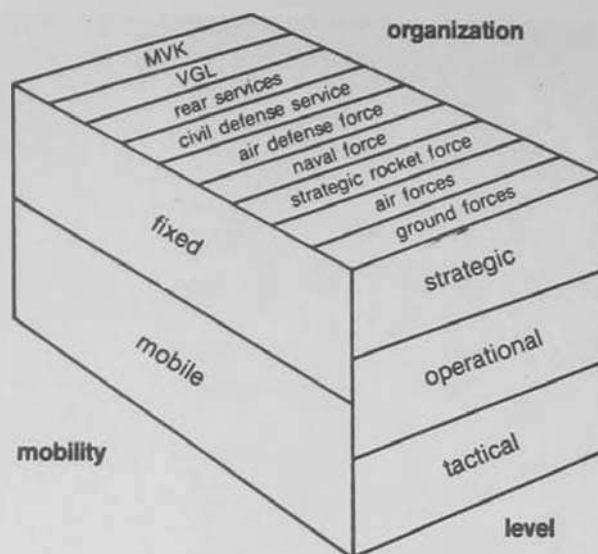 organization
MVK
VGL
rear services
civil defense service
air defense force
naval force
strategic rocket force
air forces
ground forces
fixed
strategic
mobile
operational
mobility
tactical
level